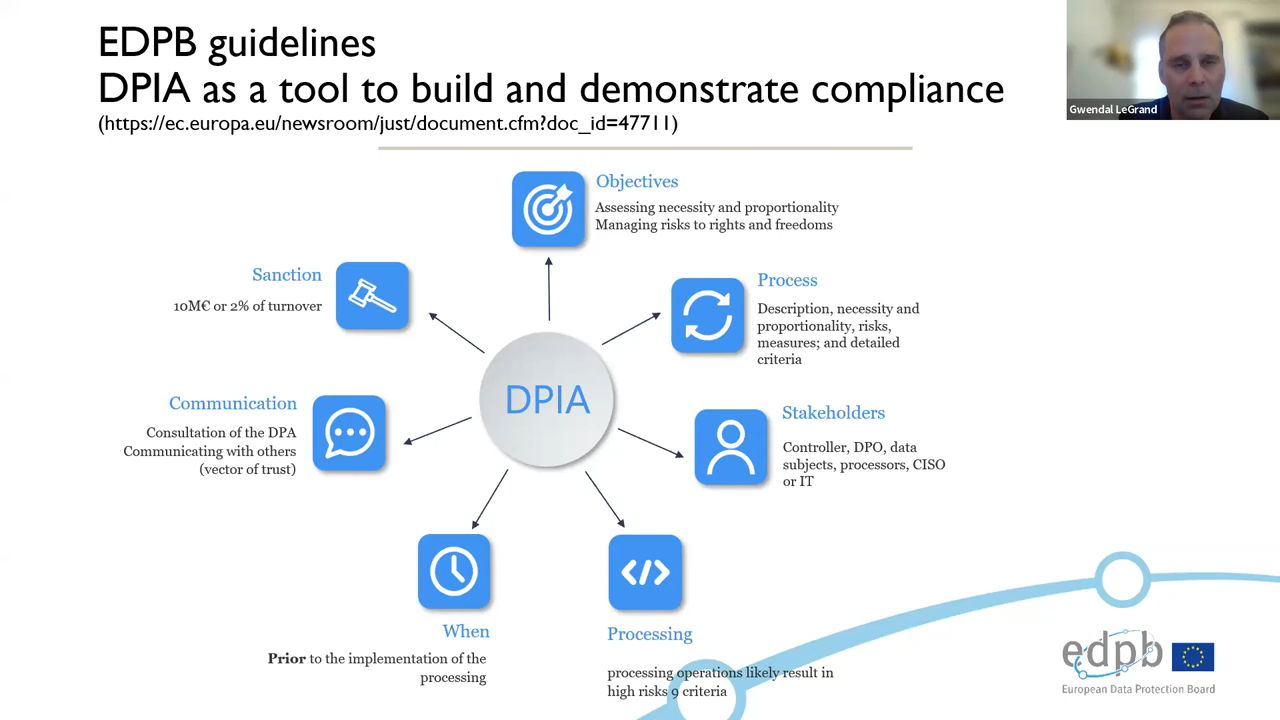 EDPB guidelines
DPIA as a tool to build and demonstrate compliance
(https://ec.europa.eu/newsroom/just/document.cfm?doc_id=47711)
Gwendal LeGrand
Objectives
Assessing necessity and proportionality
Managing risks to rights and freedoms
Sanction
10M€ or 2% of turnover
Process
Description, necessity and
proportionality, risks,
measures; and detailed
criteria
DPIA
Communication
Consultation of the DPA
Communicating with others
(vector of trust)
Stakeholders
Controller, DPO, data
subjects, processors, CISO
or IT
When
Prior to the implementation of the
processing
Processing
processing operations likely result in
high risks 9 criteria
edpb
European Data Protection Board